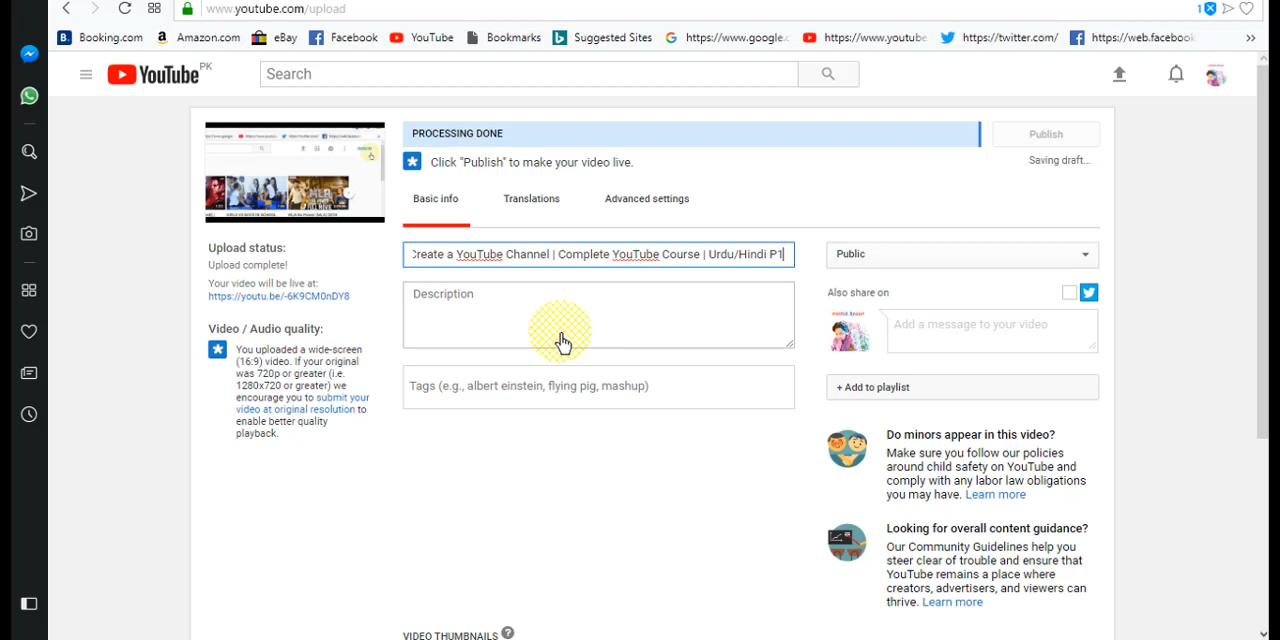 www.youtube.com/upload
1
Booking.com
Amazon.com
eBay
Facebook
YouTube
Bookmarks
Suggested Sites
https://www.google.c
https://www.youtube
https://twitter.com/
https://web.facebook
»
YouTube PK
Search
PROCESSING DONE
Publish
Click "Publish" to make your video live.
Saving draft...
Basic info
Translations
Advanced settings
Upload status:
Upload complete!
Your video will be live at:
https://youtu.be/-6K9CM0nDY8
Create a YouTube Channel | Complete YouTube Course | Urdu/Hindi P1
Public
Description
Also share on
Add a message to your video
Video / Audio quality:
You uploaded a wide-screen
(16:9) video. If your original
was 720p or greater (i.e.
1280x720 or greater) we
encourage you to submit your
video at original resolution to
enable better quality
playback.
Tags (e.g., albert einstein, flying pig, mashup)
+ Add to playlist
Do minors appear in this video?
Make sure you follow our policies
around child safety on YouTube and
comply with any labor law obligations
you may have. Learn more
Looking for overall content guidance?
Our Community Guidelines help you
steer clear of trouble and ensure that
YouTube remains a place where
creators, advertisers, and viewers can
thrive. Learn more
VIDEO THUMBNAILS ?